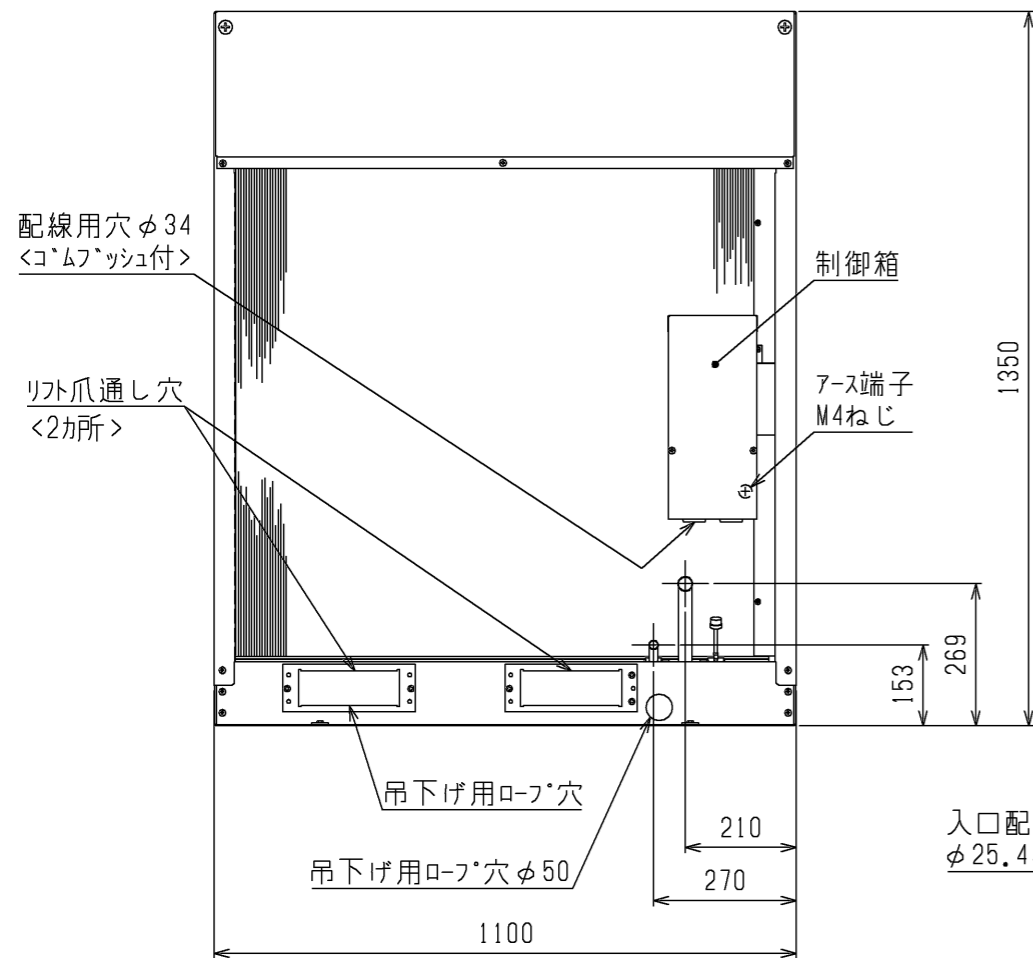 配線用穴φ34
<ゴムブッシュ付>
制御箱
1350
リフト爪通し穴
<2カ所>
アース端子
M4ねじ
153
269
吊下げ用ロープ穴
210
入口配
φ25.4
吊下げ用ロープ穴φ50
270
1100